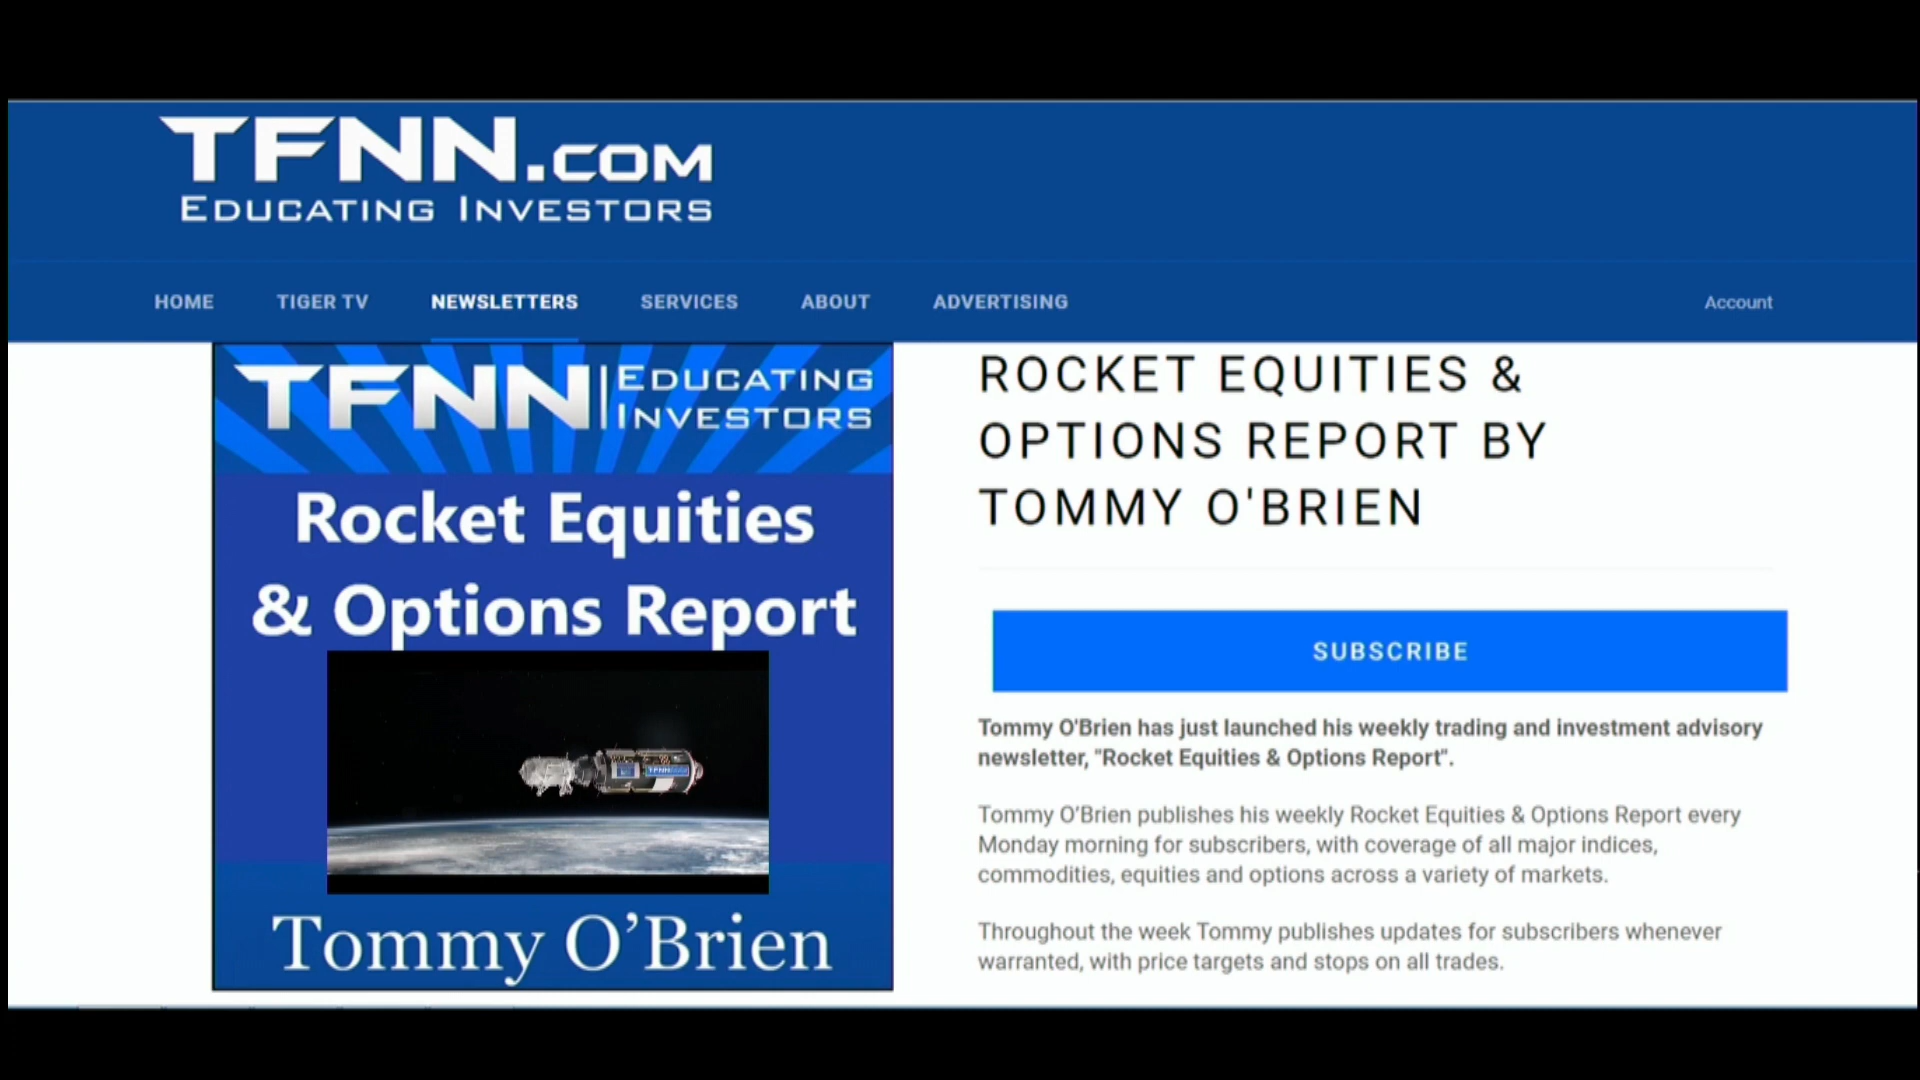 TFNN.COM
EDUCATING INVESTORS
HOME TIGER TV NEWSLETTERS SERVICES ABOUT ADVERTISING Account
TFNN EDUCATING
INVESTORS
Rocket Equities
& Options Report
TFNN
Tommy O’Brien
ROCKET EQUITIES &
OPTIONS REPORT BY
TOMMY O'BRIEN
SUBSCRIBE
Tommy O'Brien has just launched his weekly trading and investment advisory
newsletter, "Rocket Equities & Options Report".
Tommy O'Brien publishes his weekly Rocket Equities & Options Report every
Monday morning for subscribers, with coverage of all major indices,
commodities, equities and options across a variety of markets.
Throughout the week Tommy publishes updates for subscribers whenever
warranted, with price targets and stops on all trades.